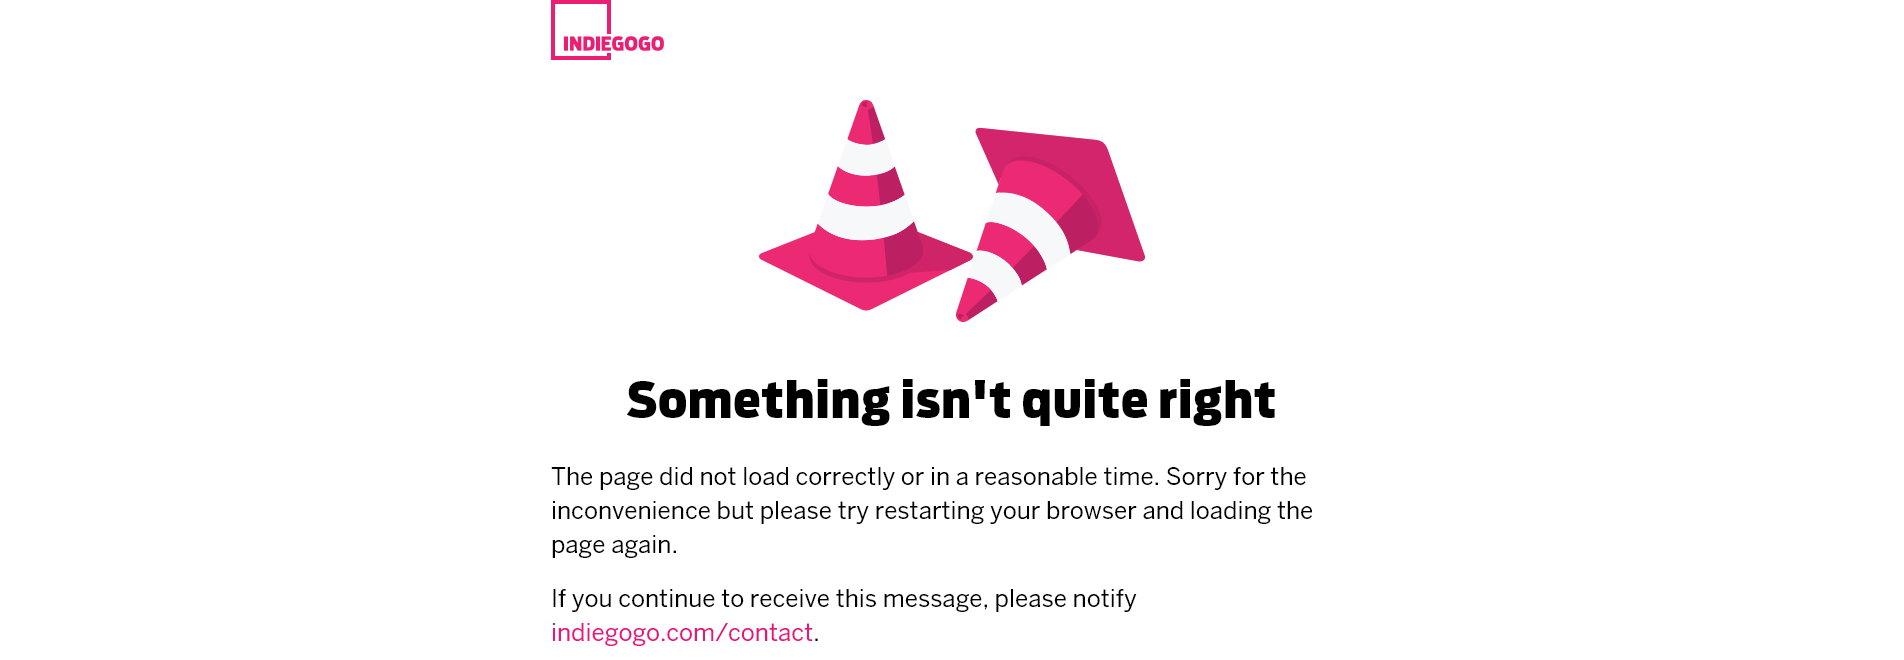 INDIEGOGO
Something isn't quite right
The page did not load correctly or in a reasonable time. Sorry for the
inconvenience but please try restarting your browser and loading the
page again.
If you continue to receive this message, please notify
indiegogo.com/contact.